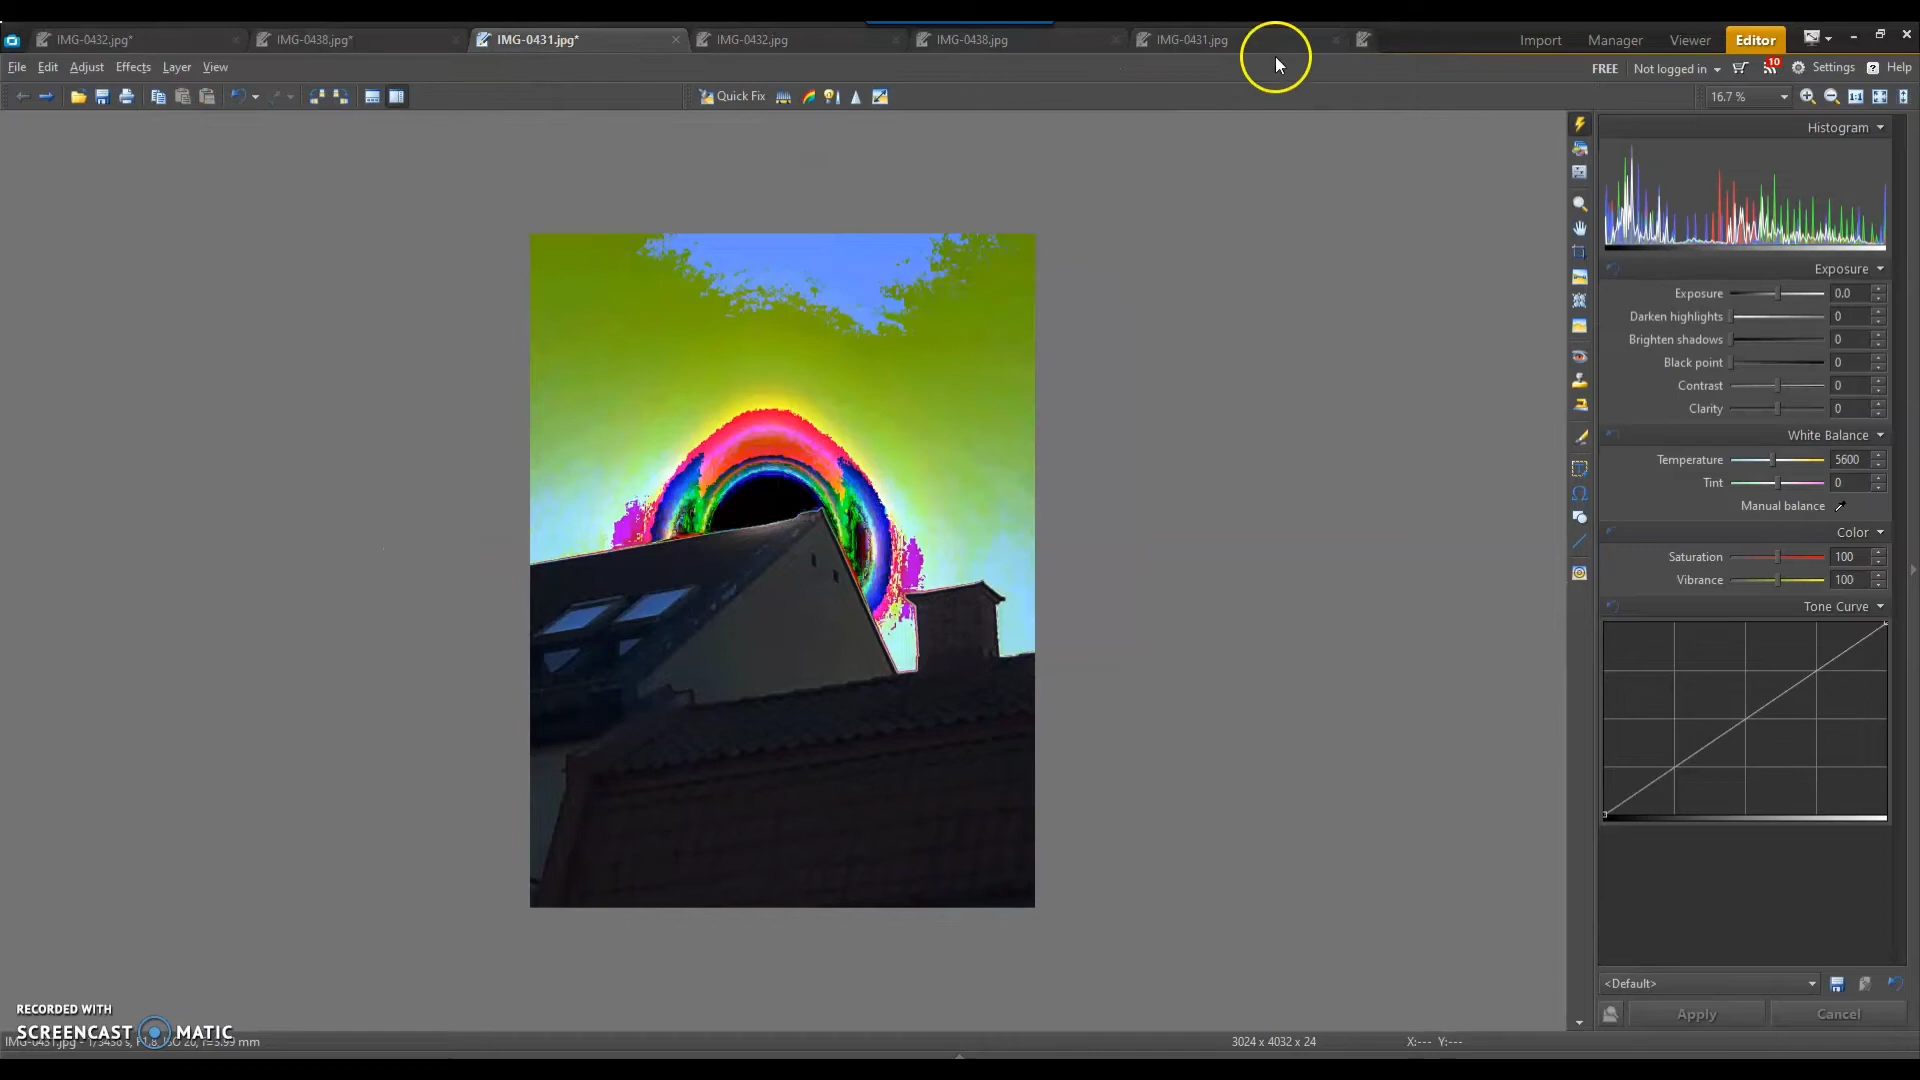 IMG-0432.jpg*
IMG-0438.jpg*
IMG-0431.jpg*
IMG-0432.jpg
IMG-0438.jpg
IMG-0431.jpg
Import
Manager
Viewer
Editor
File
Edit
Adjust
Effects
Layer
View
FREE
Not logged in
10
Settings
Help
Quick Fix
16.7 %
1:1
Histogram
Exposure
Exposure
0.0
Darken highlights
0
Brighten shadows
0
Black point
0
Contrast
0
Clarity
0
White Balance
Temperature
5600
Tint
0
Manual balance
Color
Saturation
100
Vibrance
100
Tone Curve
<Default>
Apply
Cancel
RECORDED WITH
SCREENCAST MATIC
3024 x 4032 x 24
X:--- Y:---